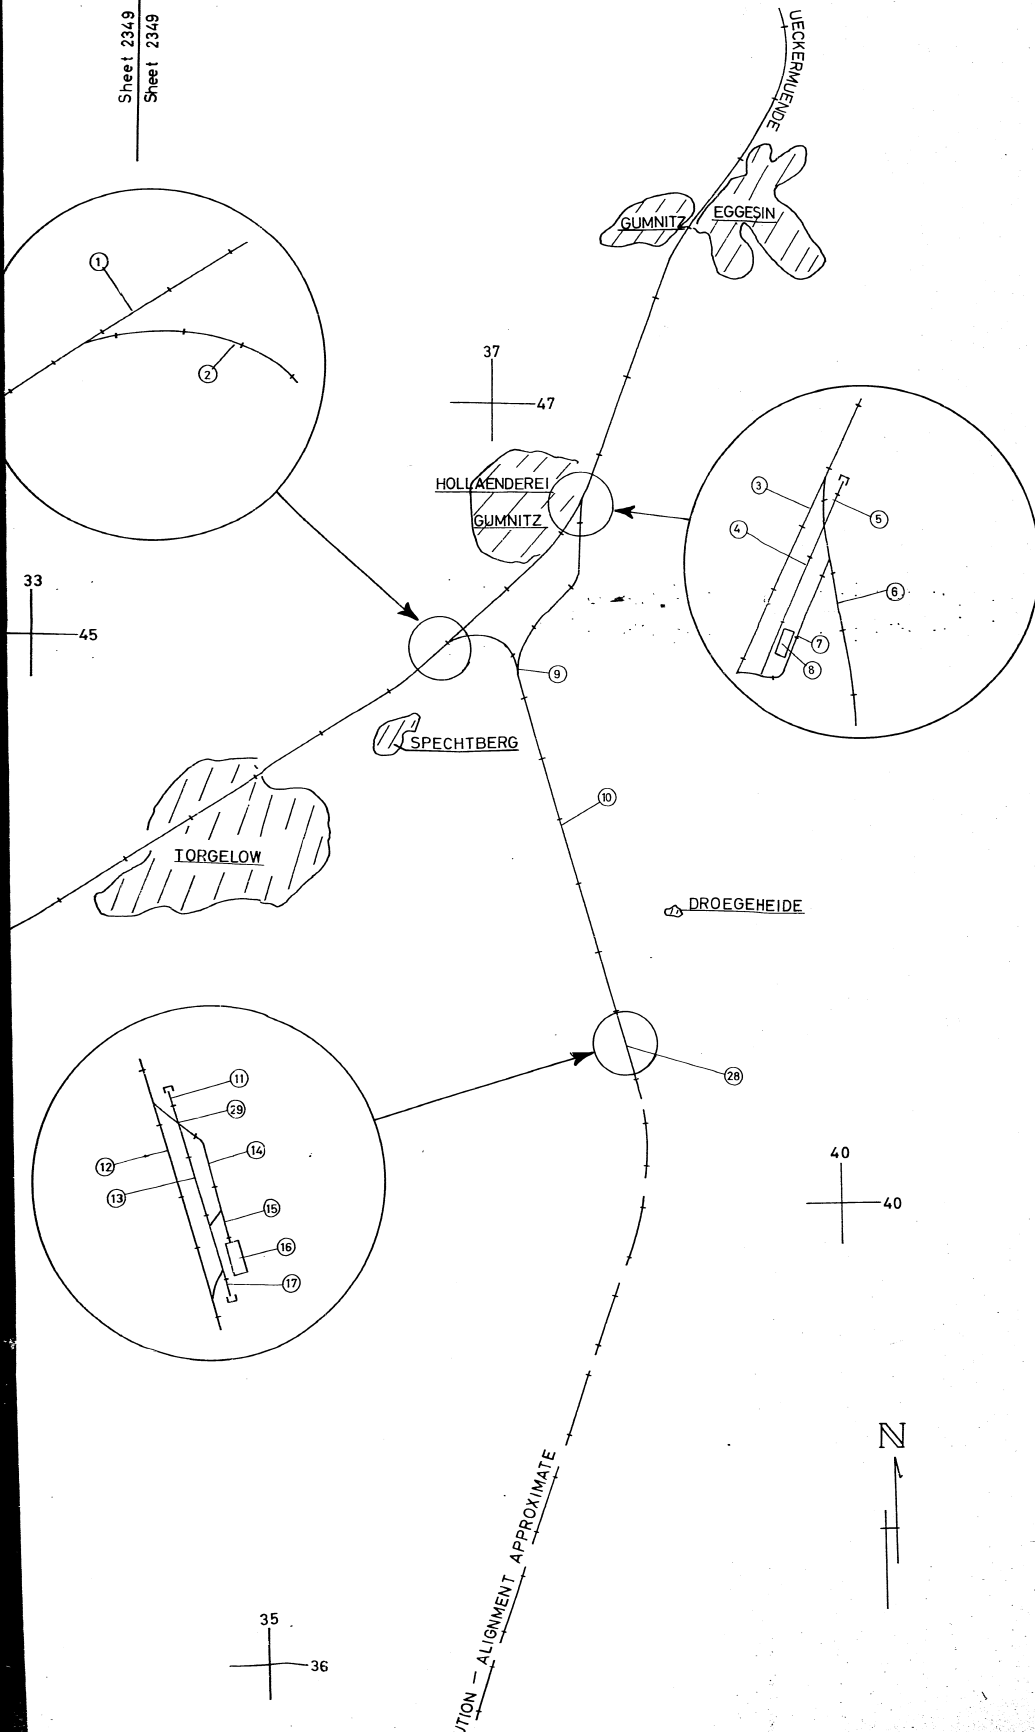 Sheet 2349
Sheet 2349
UECKERMUENDE
GUMNITZ
EGGESIN
1
2
37
47
HOLLAENDEREI
GUMNITZ
3
4
5
6
7
8
33
45
9
SPECHTBERG
10
TORGELOW
DROEGEHEIDE
28
11
29
12
13
14
15
16
17
40
40
N
ALIGNMENT APPROXIMATE
35
36